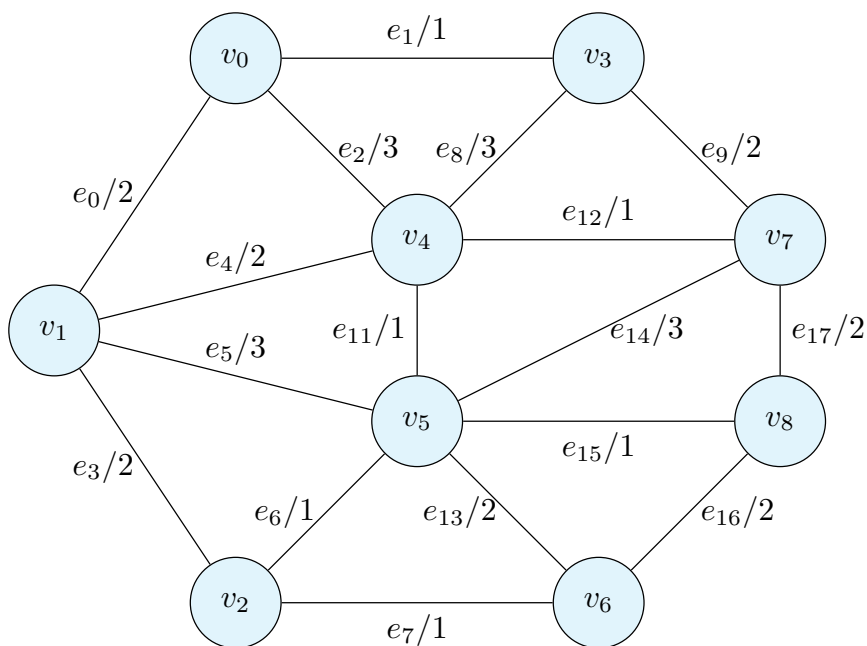 e₁/1
v₀
v₃
e₂/3
e₈/3
e₉/2
e₀/2
e₁₂/1
v₄
v₇
e₄/2
v₁
e₁₁/1
e₁₄/3
e₁₇/2
e₅/3
v₅
v₈
e₁₅/1
e₃/2
e₆/1
e₁₃/2
e₁₆/2
v₂
v₆
e₇/1